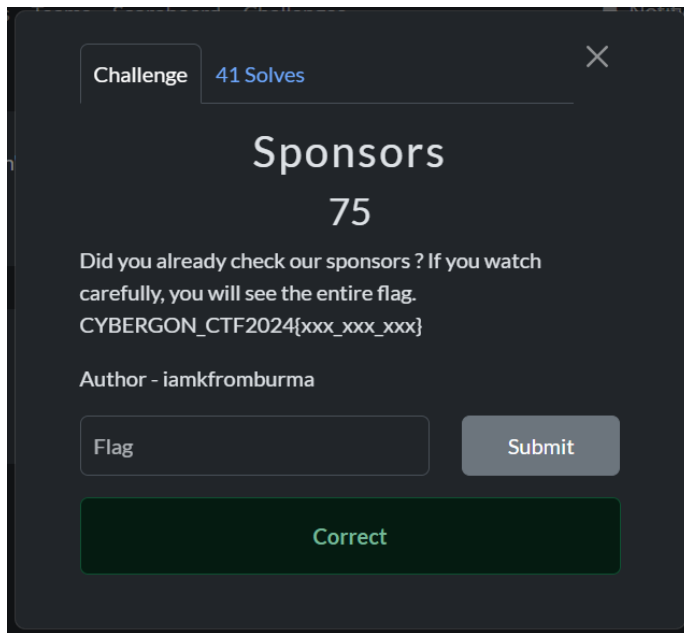 Challenge
41 Solves
Sponsors
75
Did you already check our sponsors ? If you watch
carefully, you will see the entire flag.
CYBERGON_CTF2024{xxx_xxx_xxx}
Author - iamkfromburma
Flag
Submit
Correct